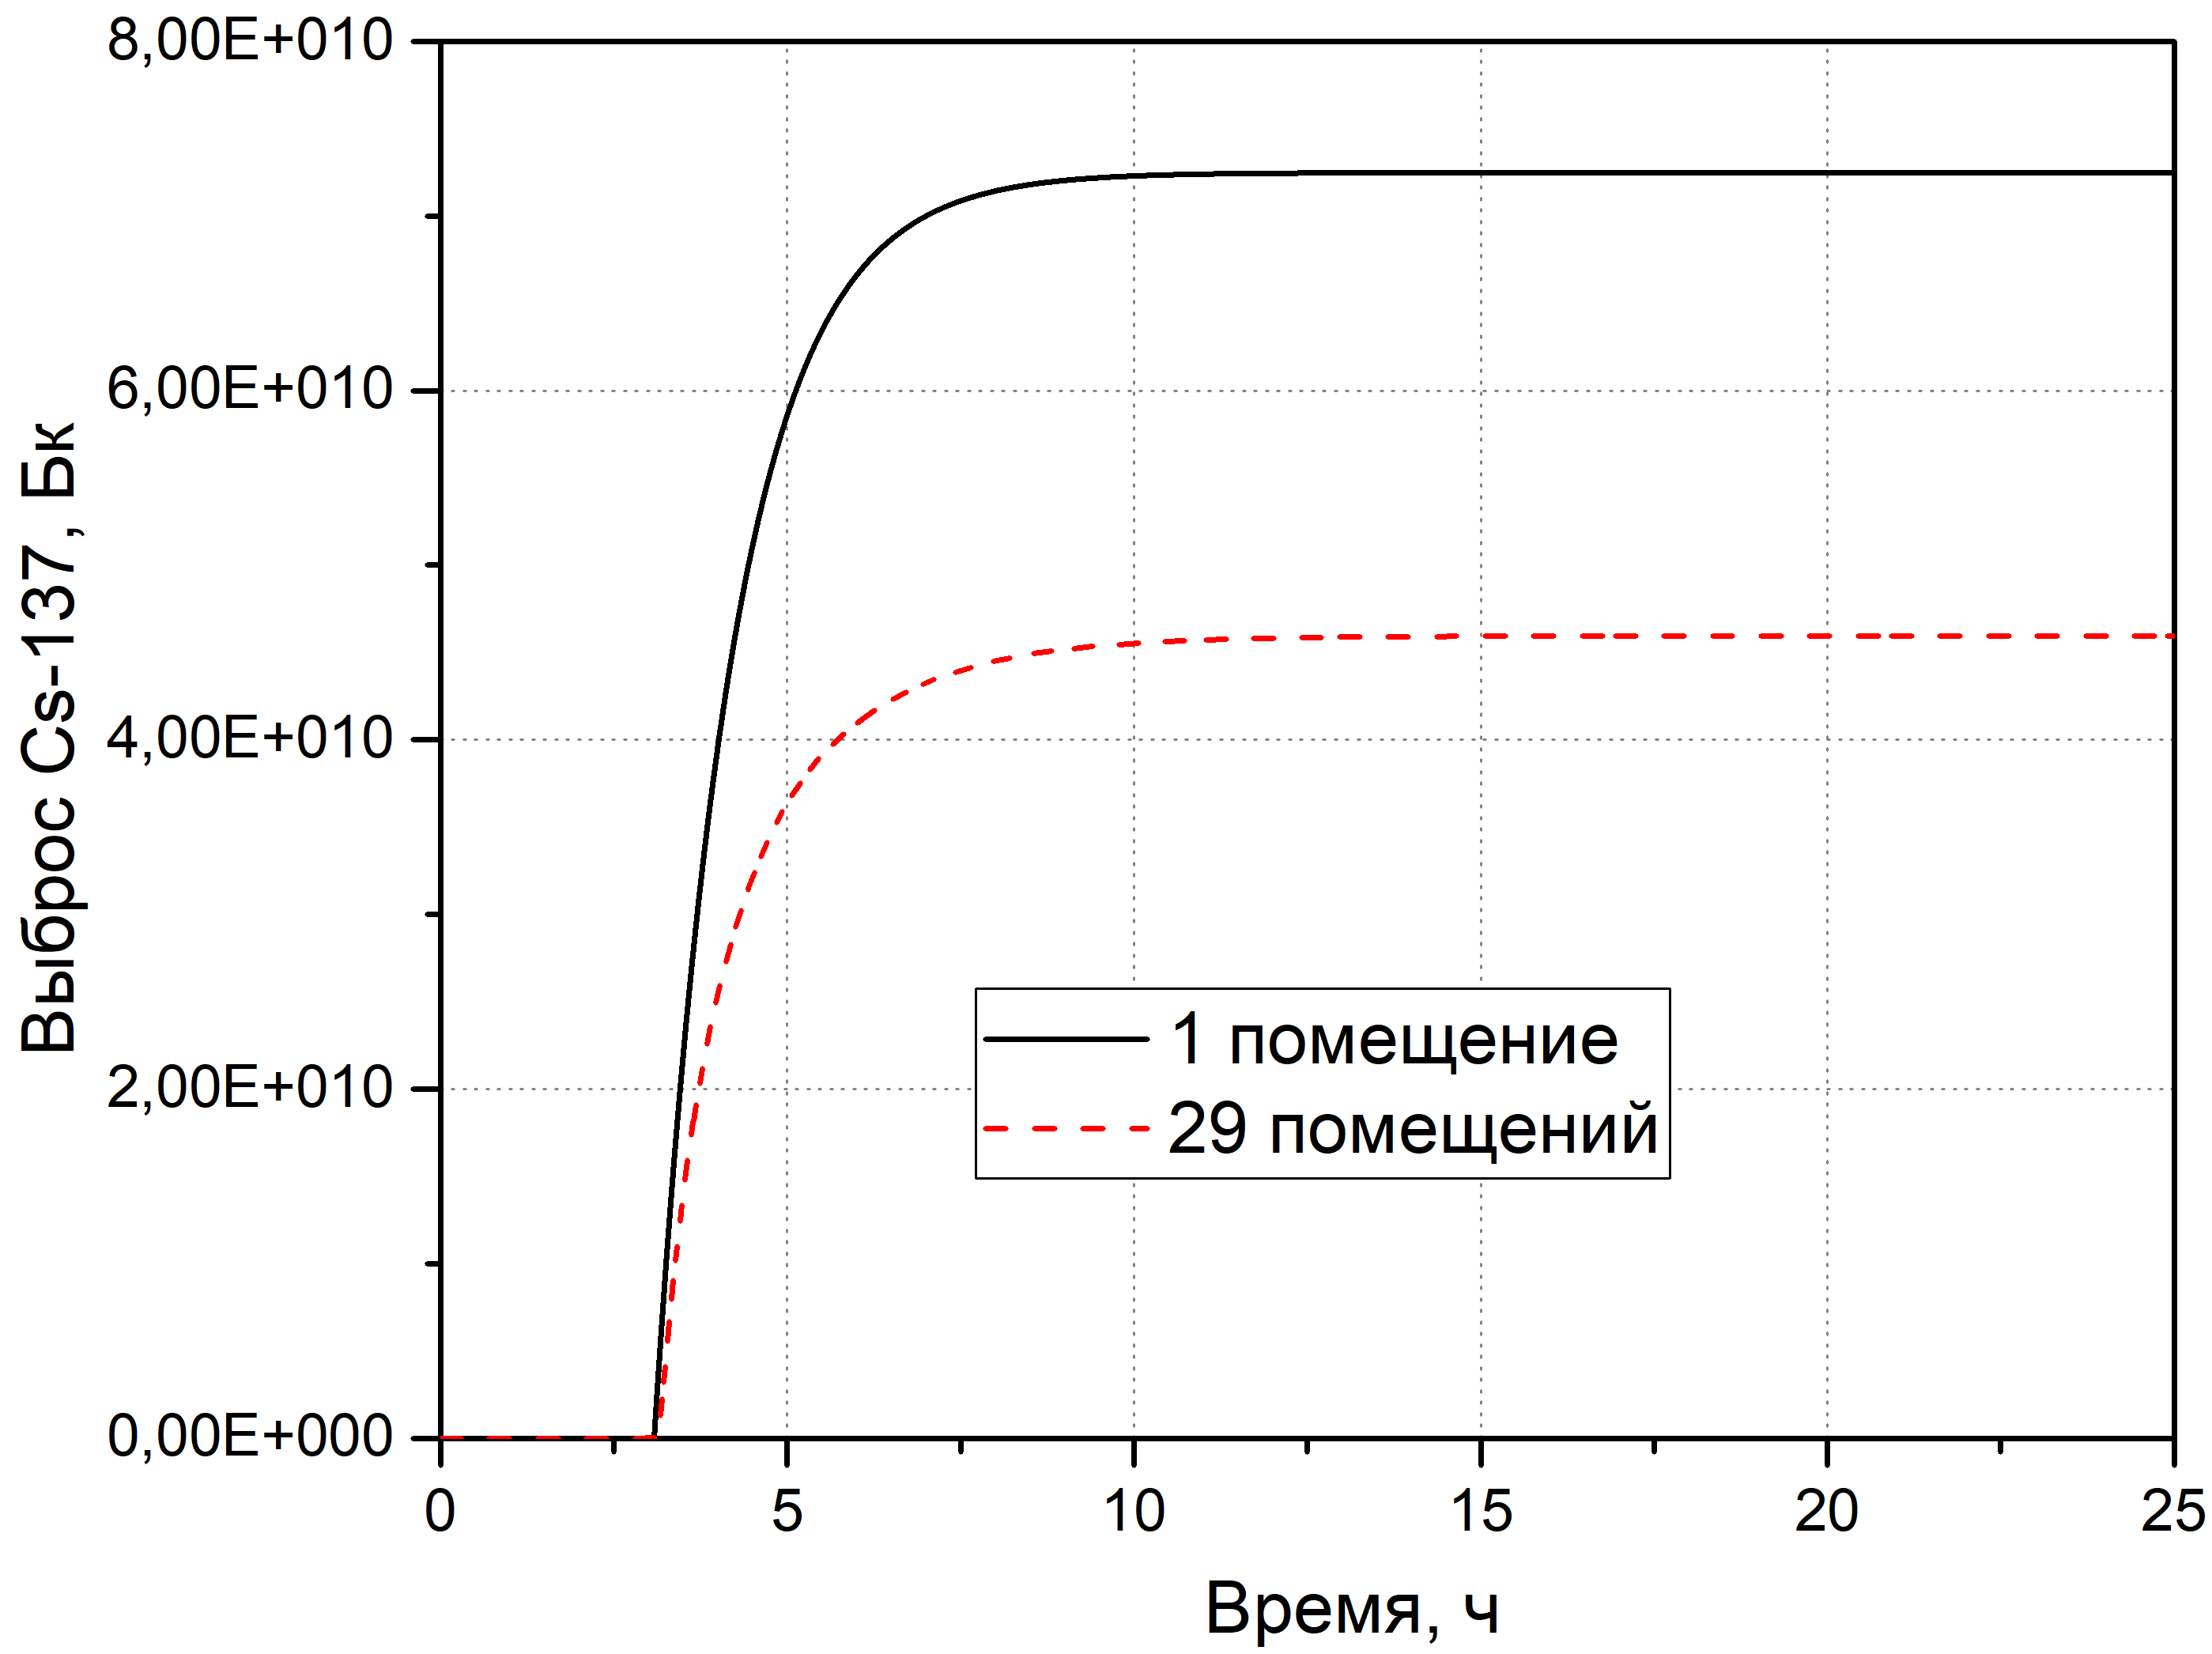 8,00E+010
6,00E+010
4,00E+010
2,00E+010
0,00E+000
Выброс Cs-137, Бк
1 помещение
29 помещений
0
5
10
15
20
25
Время, ч